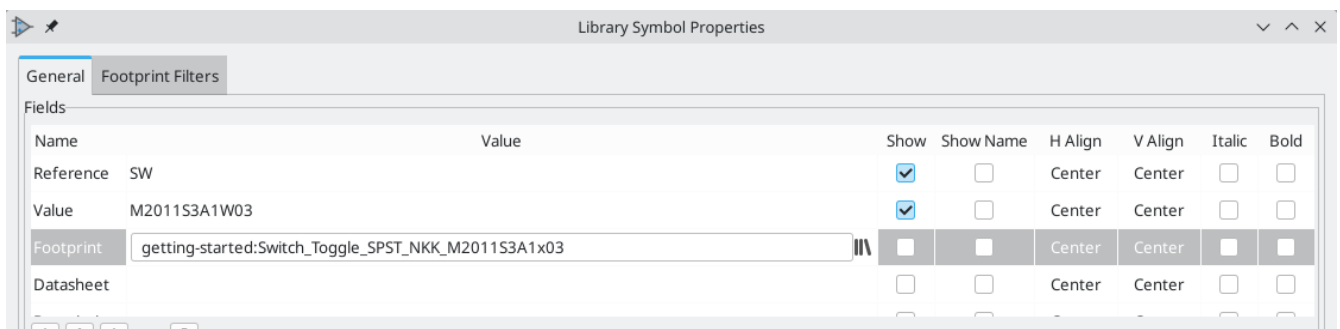 Library Symbol Properties
General Footprint Filters
Fields
Name Value Show Show Name H Align V Align Italic Bold
Reference SW Center Center
Value M2011S3A1W03 Center Center
Footprint getting-started:Switch_Toggle_SPST_NKK_M2011S3A1x03 Center Center
Datasheet Center Center